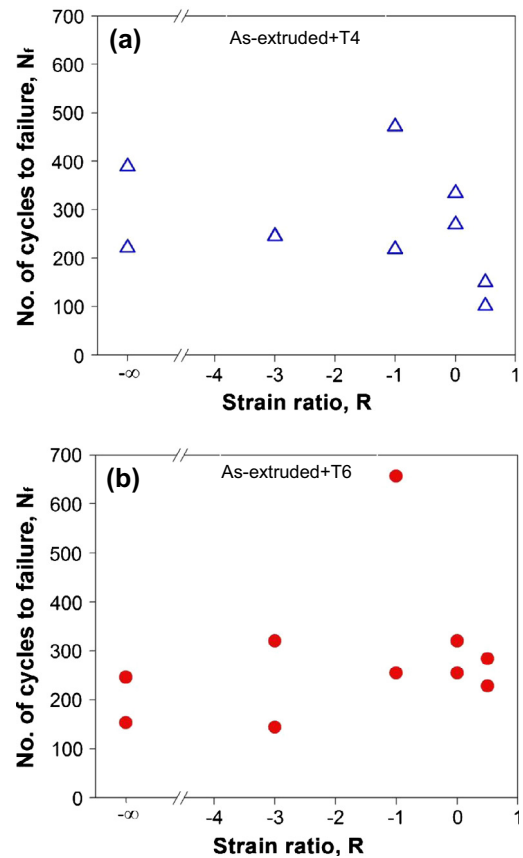 (a)
As-extruded+T4
No. of cycles to failure, Nf
700
600
500
400
300
200
100
0
-∞ -4 -3 -2 -1 0 1
Strain ratio, R
(b)
As-extruded+T6
No. of cycles to failure, Nf
700
600
500
400
300
200
100
0
-∞ -4 -3 -2 -1 0 1
Strain ratio, R